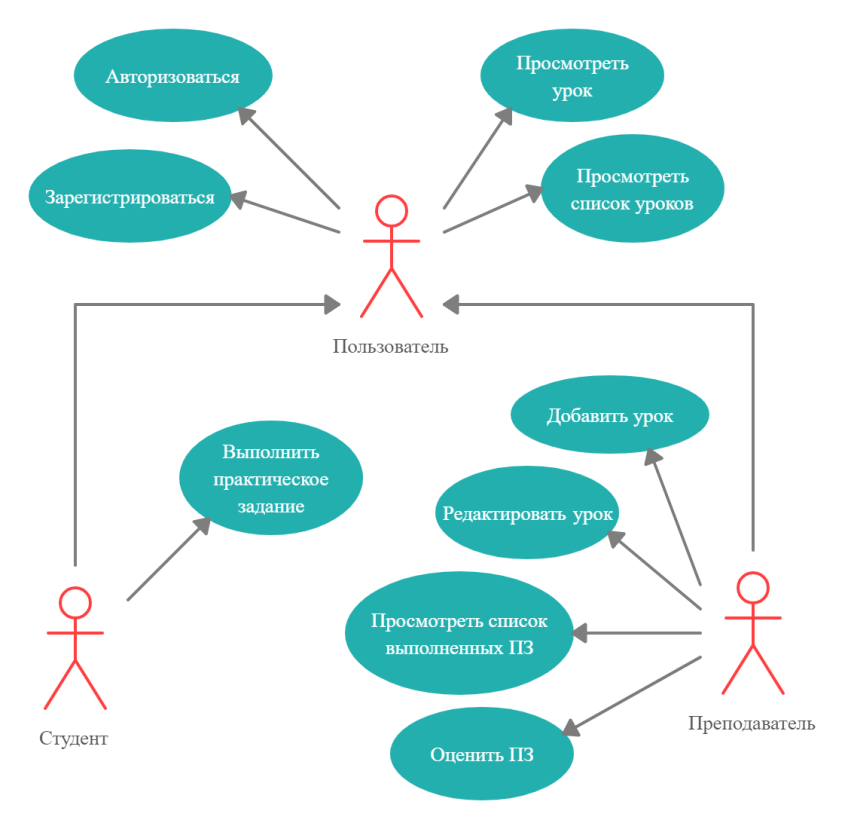 Авторизоваться
Просмотреть
урок
Зарегистрироваться
Просмотреть
список уроков
Пользователь
Добавить урок
Выполнить
практическое
задание
Редактировать урок
Просмотреть список
выполненных ПЗ
Преподаватель
Студент
Оценить ПЗ